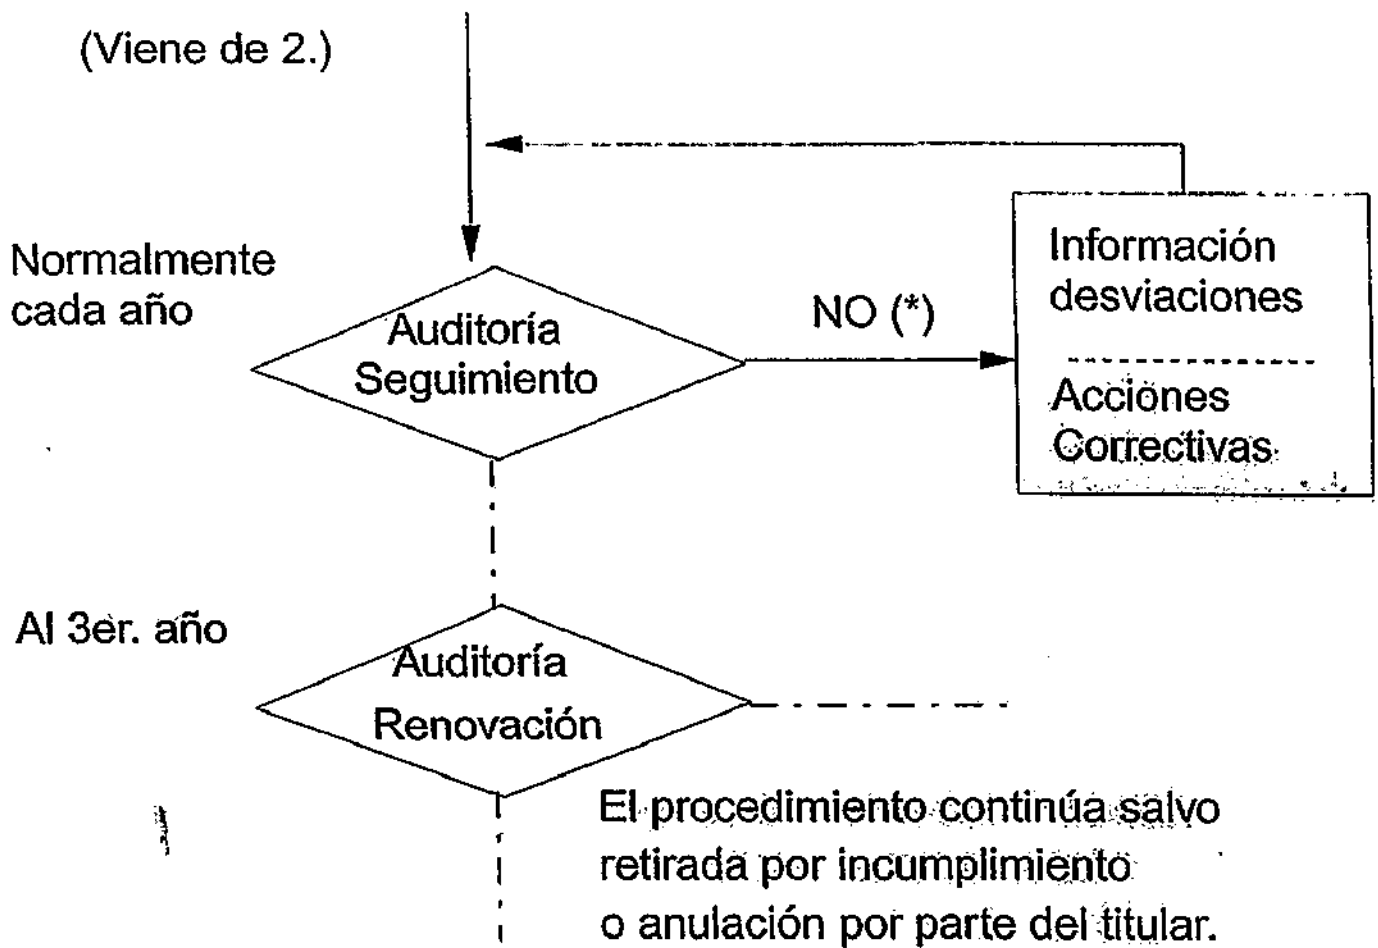 (Viene de 2.)
Normalmente
cada año
Auditoría
Seguimiento
NO (*)
Información
desviaciones
Acciones
Correctivas
Al 3er. año
Auditoría
Renovación
El procedimiento continúa salvo
retirada por incumplimiento
o anulación por parte del titular.